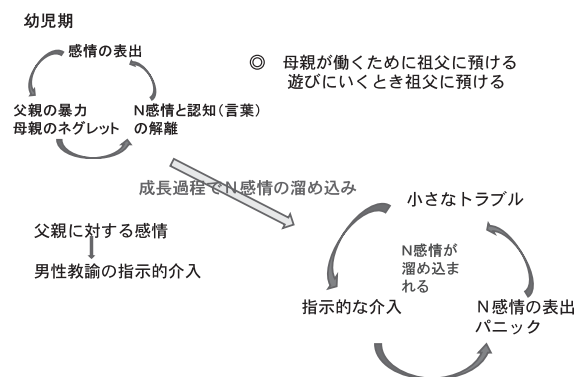 幼児期
感情の表出
◎　母親が働くために祖父に預ける
遊びにいくとき祖父に預ける
父親の暴力
母親のネグレット
N感情と認知(言葉)
の解離
成長過程でN感情の溜め込み
父親に対する感情
男性教諭の指示的介入
小さなトラブル
N感情が
溜め込ま
れる
指示的な介入
N感情の表出
パニック